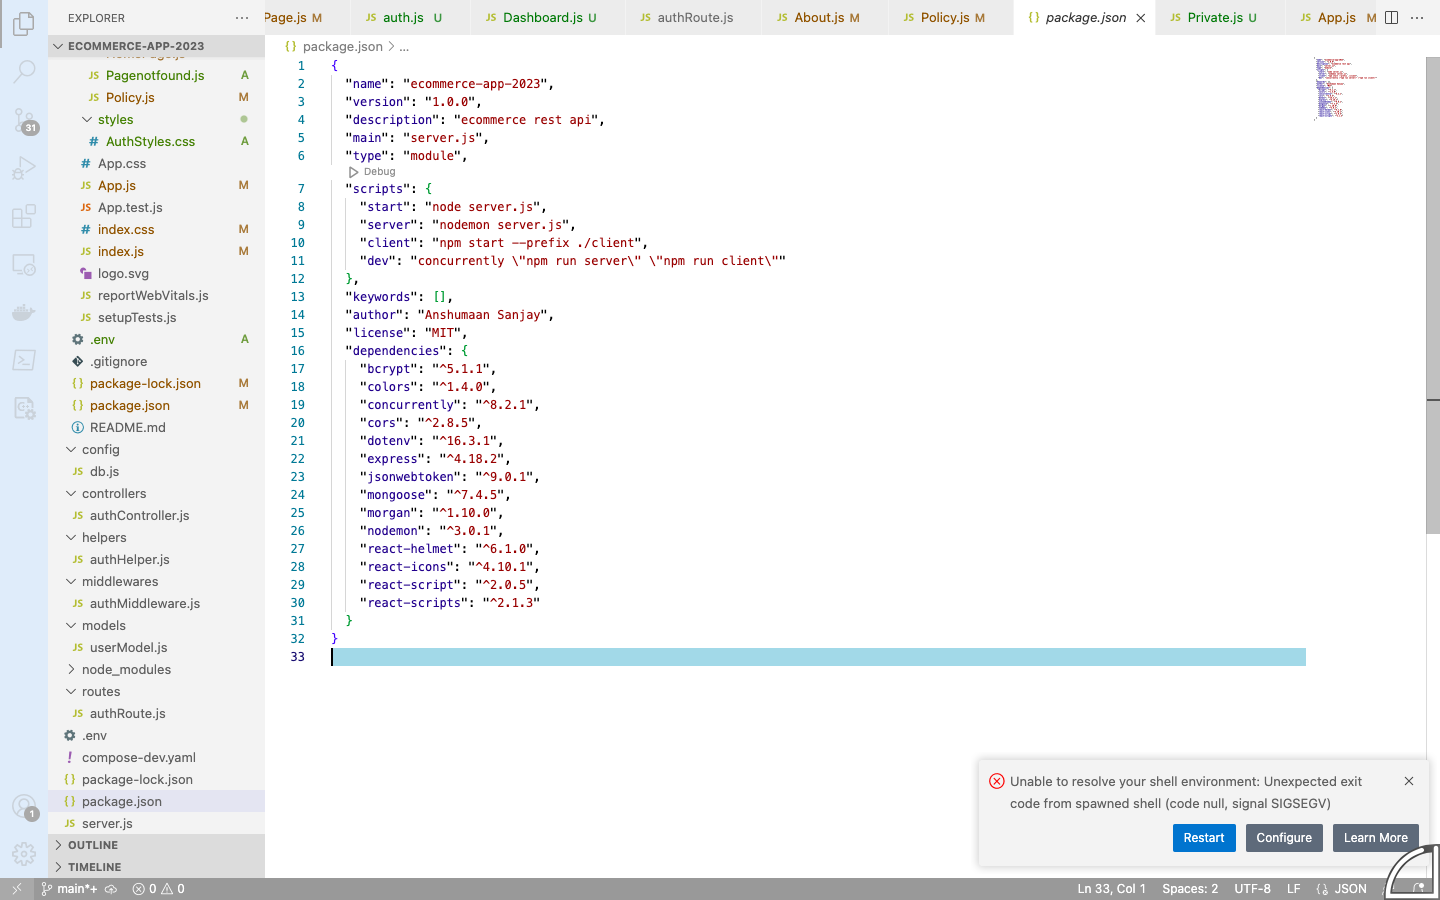 EXPLORER
ECOMMERCE-APP-2023
JS Pagenotfound.js A
JS Policy.js M
styles
# AuthStyles.css A
# App.css
JS App.js M
JS App.test.js
# index.css M
JS index.js M
logo.svg
JS reportWebVitals.js
JS setupTests.js
.env A
.gitignore
{} package-lock.json M
{} package.json M
README.md
config
JS db.js
controllers
JS authController.js
helpers
JS authHelper.js
middlewares
JS authMiddleware.js
models
JS userModel.js
node_modules
routes
JS authRoute.js
.env
! compose-dev.yaml
{} package-lock.json
{} package.json
JS server.js
OUTLINE
TIMELINE
31
1
Page.js M JS auth.js U JS Dashboard.js U JS authRoute.js JS About.js M JS Policy.js M {} package.json JS Private.js U JS App.js M
{} package.json > ...
1 {
2 "name": "ecommerce-app-2023",
3 "version": "1.0.0",
4 "description": "ecommerce rest api",
5 "main": "server.js",
6 "type": "module",
Debug
7 "scripts": {
8 "start": "node server.js",
9 "server": "nodemon server.js",
10 "client": "npm start --prefix ./client",
11 "dev": "concurrently \"npm run server\" \"npm run client\""
12 },
13 "keywords": [],
14 "author": "Anshumaan Sanjay",
15 "license": "MIT",
16 "dependencies": {
17 "bcrypt": "^5.1.1",
18 "colors": "^1.4.0",
19 "concurrently": "^8.2.1",
20 "cors": "^2.8.5",
21 "dotenv": "^16.3.1",
22 "express": "^4.18.2",
23 "jsonwebtoken": "^9.0.1",
24 "mongoose": "^7.4.5",
25 "morgan": "^1.10.0",
26 "nodemon": "^3.0.1",
27 "react-helmet": "^6.1.0",
28 "react-icons": "^4.10.1",
29 "react-script": "^2.0.5",
30 "react-scripts": "^2.1.3"
31 }
32 }
33
Unable to resolve your shell environment: Unexpected exit
code from spawned shell (code null, signal SIGSEGV)
Restart Configure Learn More
main*+ 0 0 Ln 33, Col 1 Spaces: 2 UTF-8 LF {} JSON